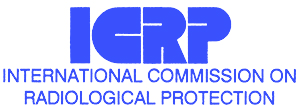 ICRP
INTERNATIONAL COMMISSION ON
RADIOLOGICAL PROTECTION